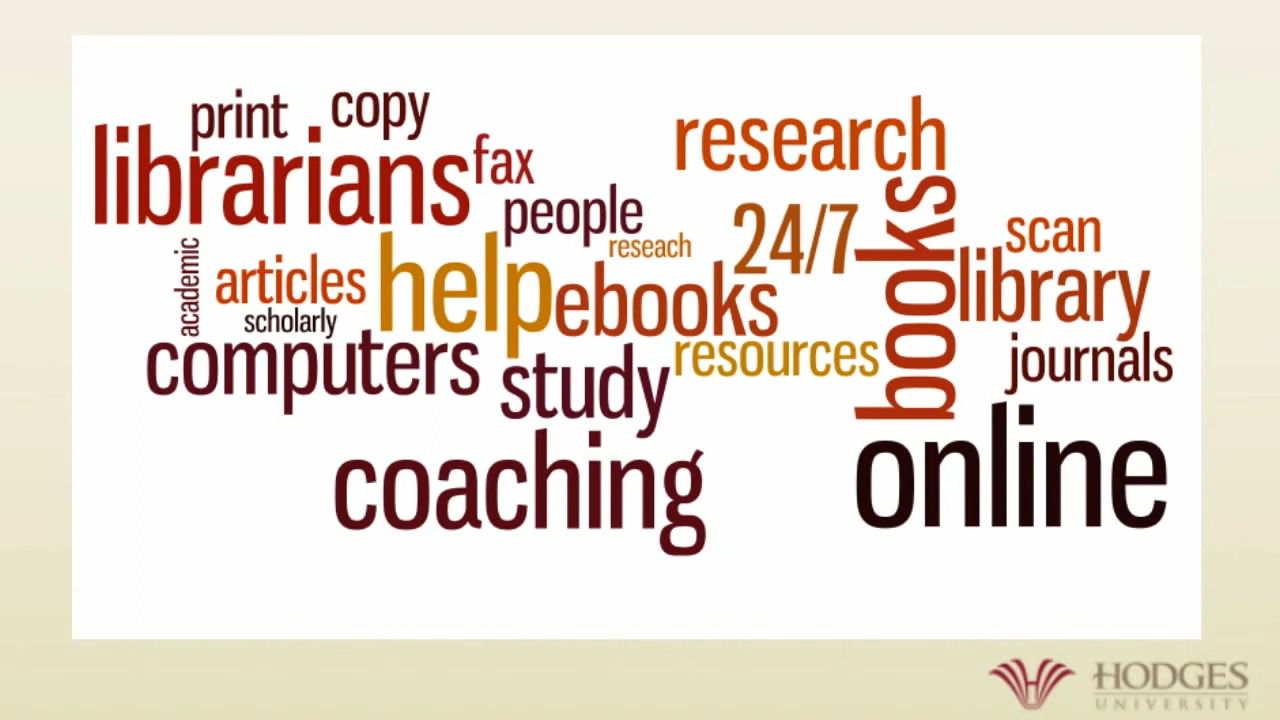 print
copy
librarians
fax
research
people
24/7
books
scan
reseach
academic
articles
help
ebooks
library
scholarly
computers
study
resources
journals
coaching
online
HODGES
UNIVERSITY